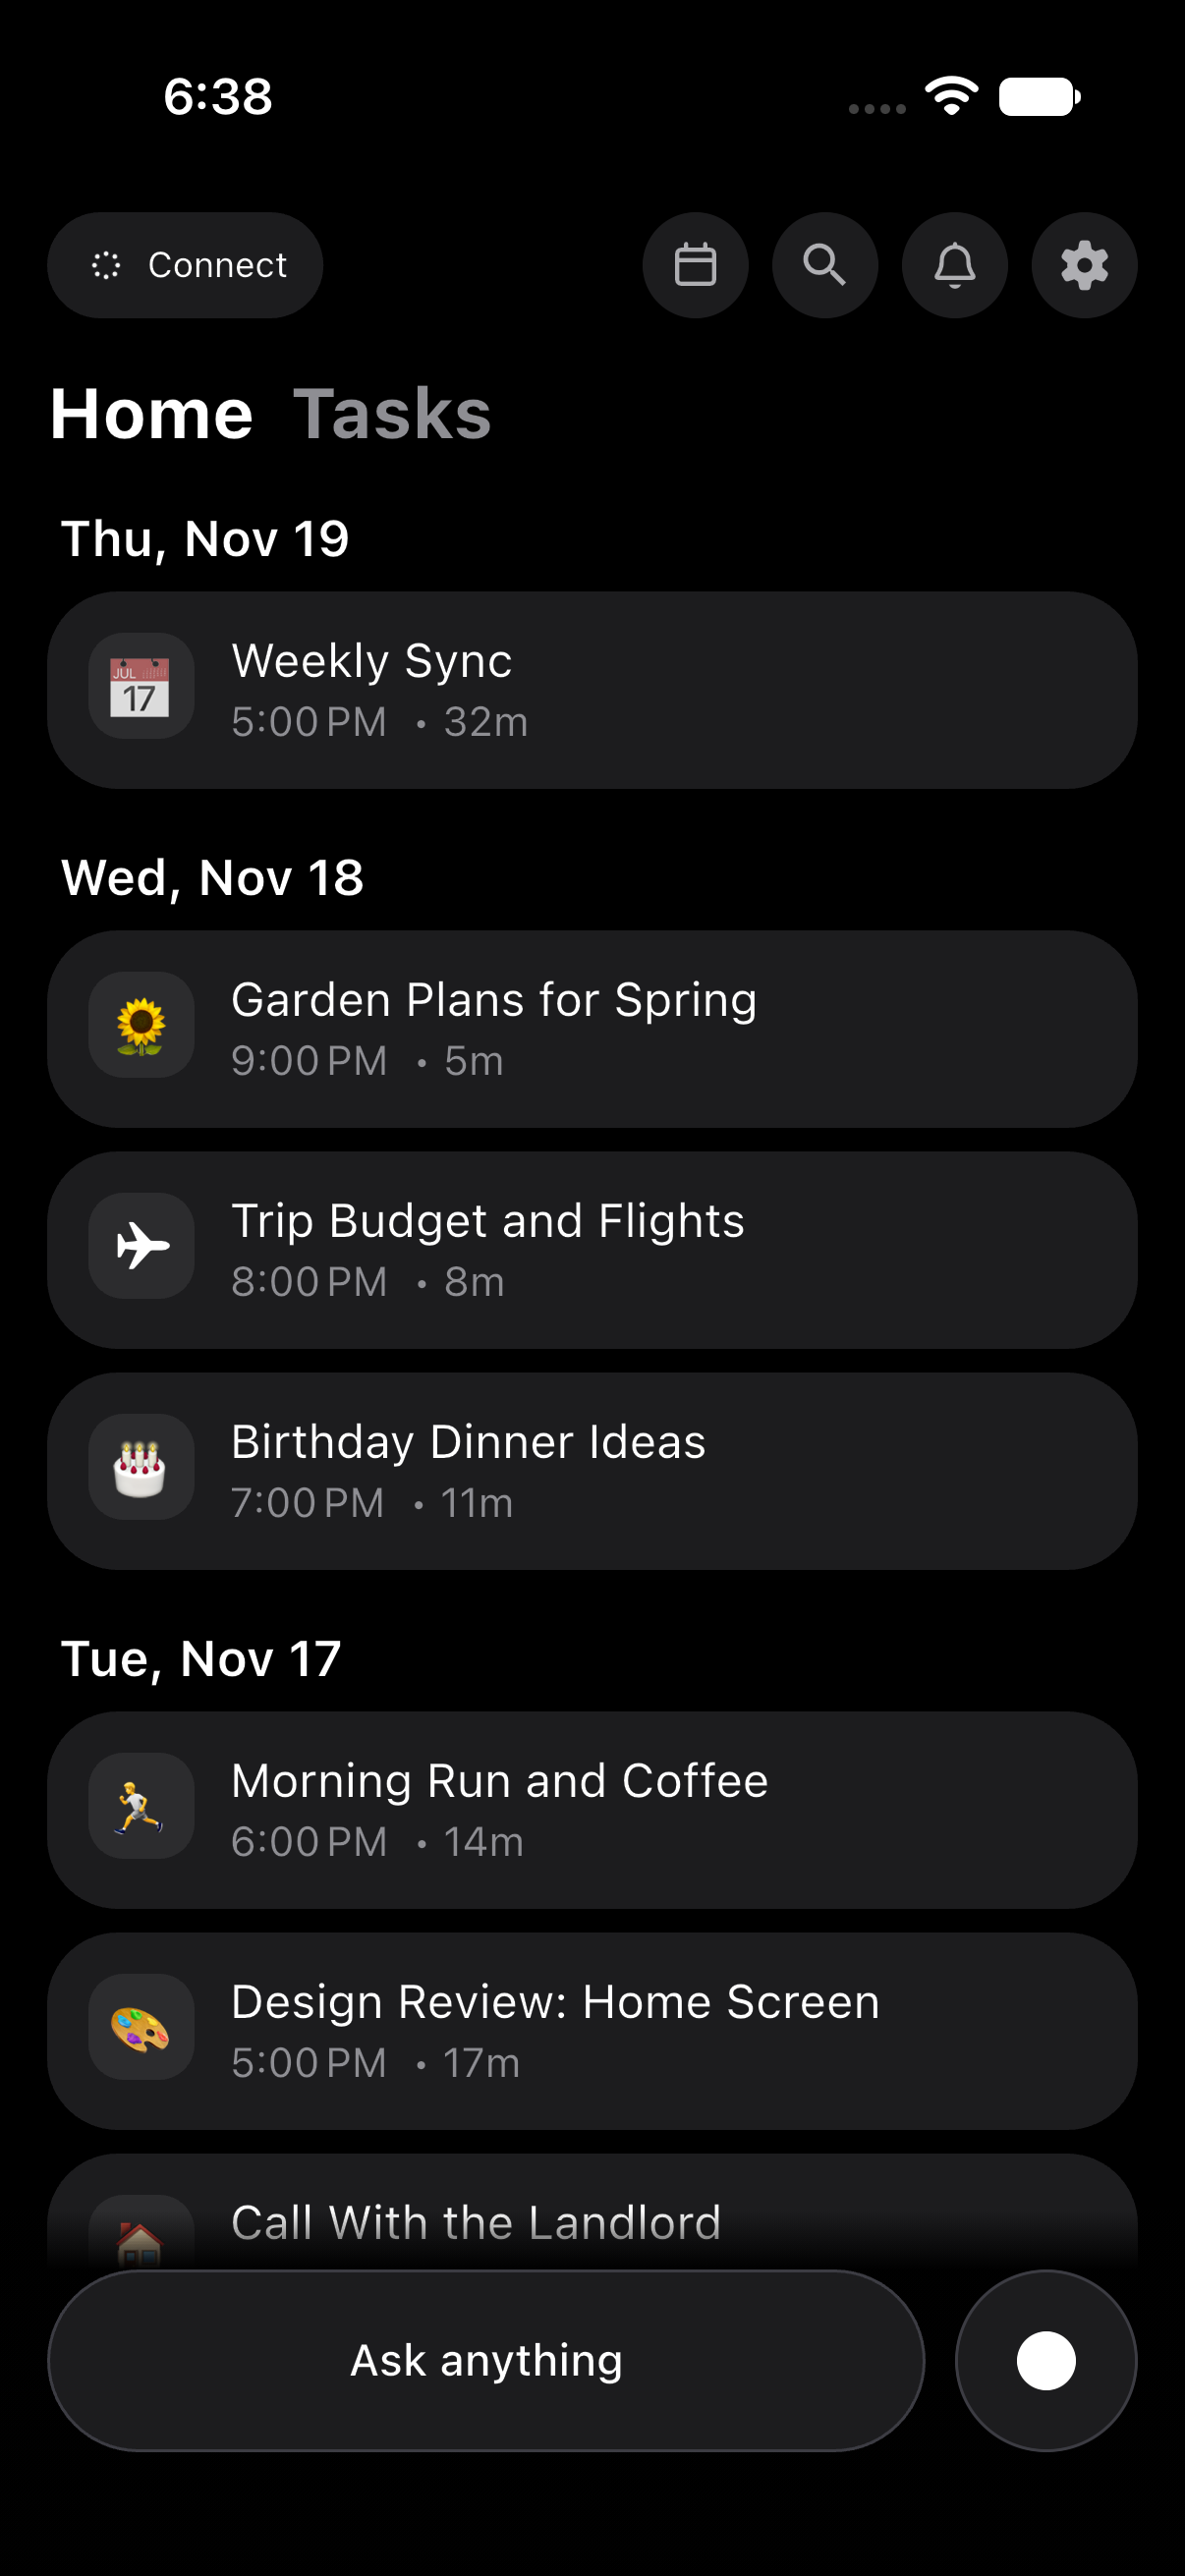 6:38
Connect
Home Tasks
Thu, Nov 19
JUL
17
Weekly Sync
5:00 PM • 32m
Wed, Nov 18
Garden Plans for Spring
9:00 PM • 5m
Trip Budget and Flights
8:00 PM • 8m
Birthday Dinner Ideas
7:00 PM • 11m
Tue, Nov 17
Morning Run and Coffee
6:00 PM • 14m
Design Review: Home Screen
5:00 PM • 17m
Call With the Landlord
Ask anything